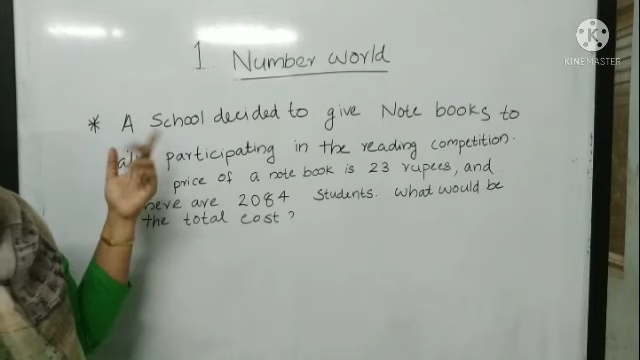 1. Number world
* A School decided to give Note books to
participating in the reading competition.
price of a note book is 23 rupees, and
are 2084 students. What would be
the total cost?
KINEMASTER